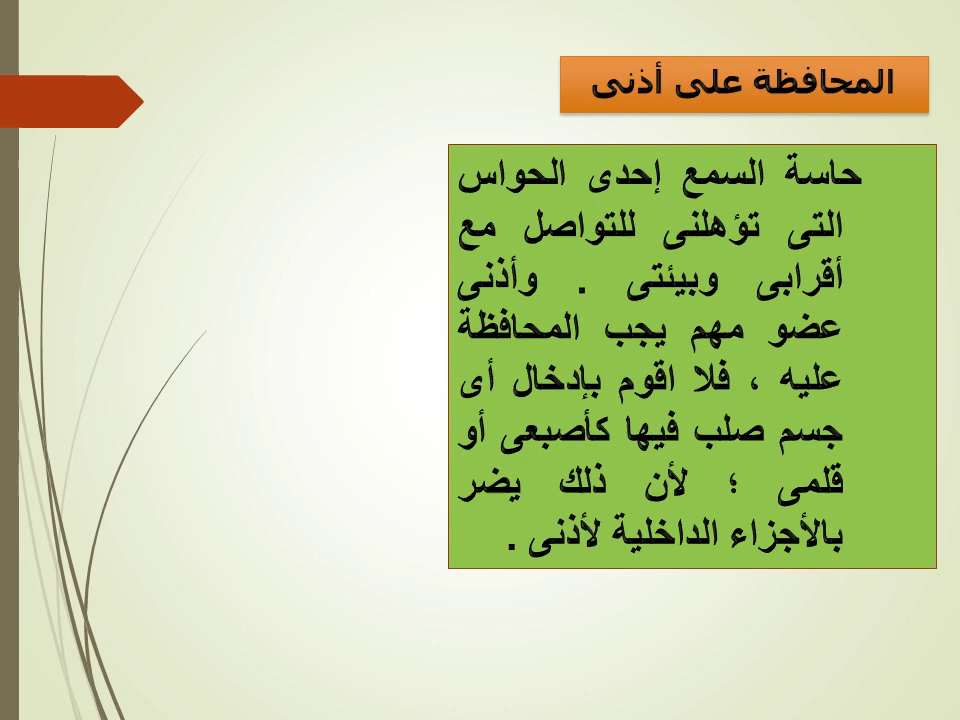 المحافظة على أذنى
حاسة السمع إحدى الحواس
التى تؤهلنى للتواصل مع
أقرابى وبيئتى . وأذنى
عضو مهم يجب المحافظة
عليه ، فلا اقوم بإدخال أى
جسم صلب فيها كأصبعى أو
قلمى ؛ لأن ذلك يضر
بالأجزاء الداخلية لأذنى .